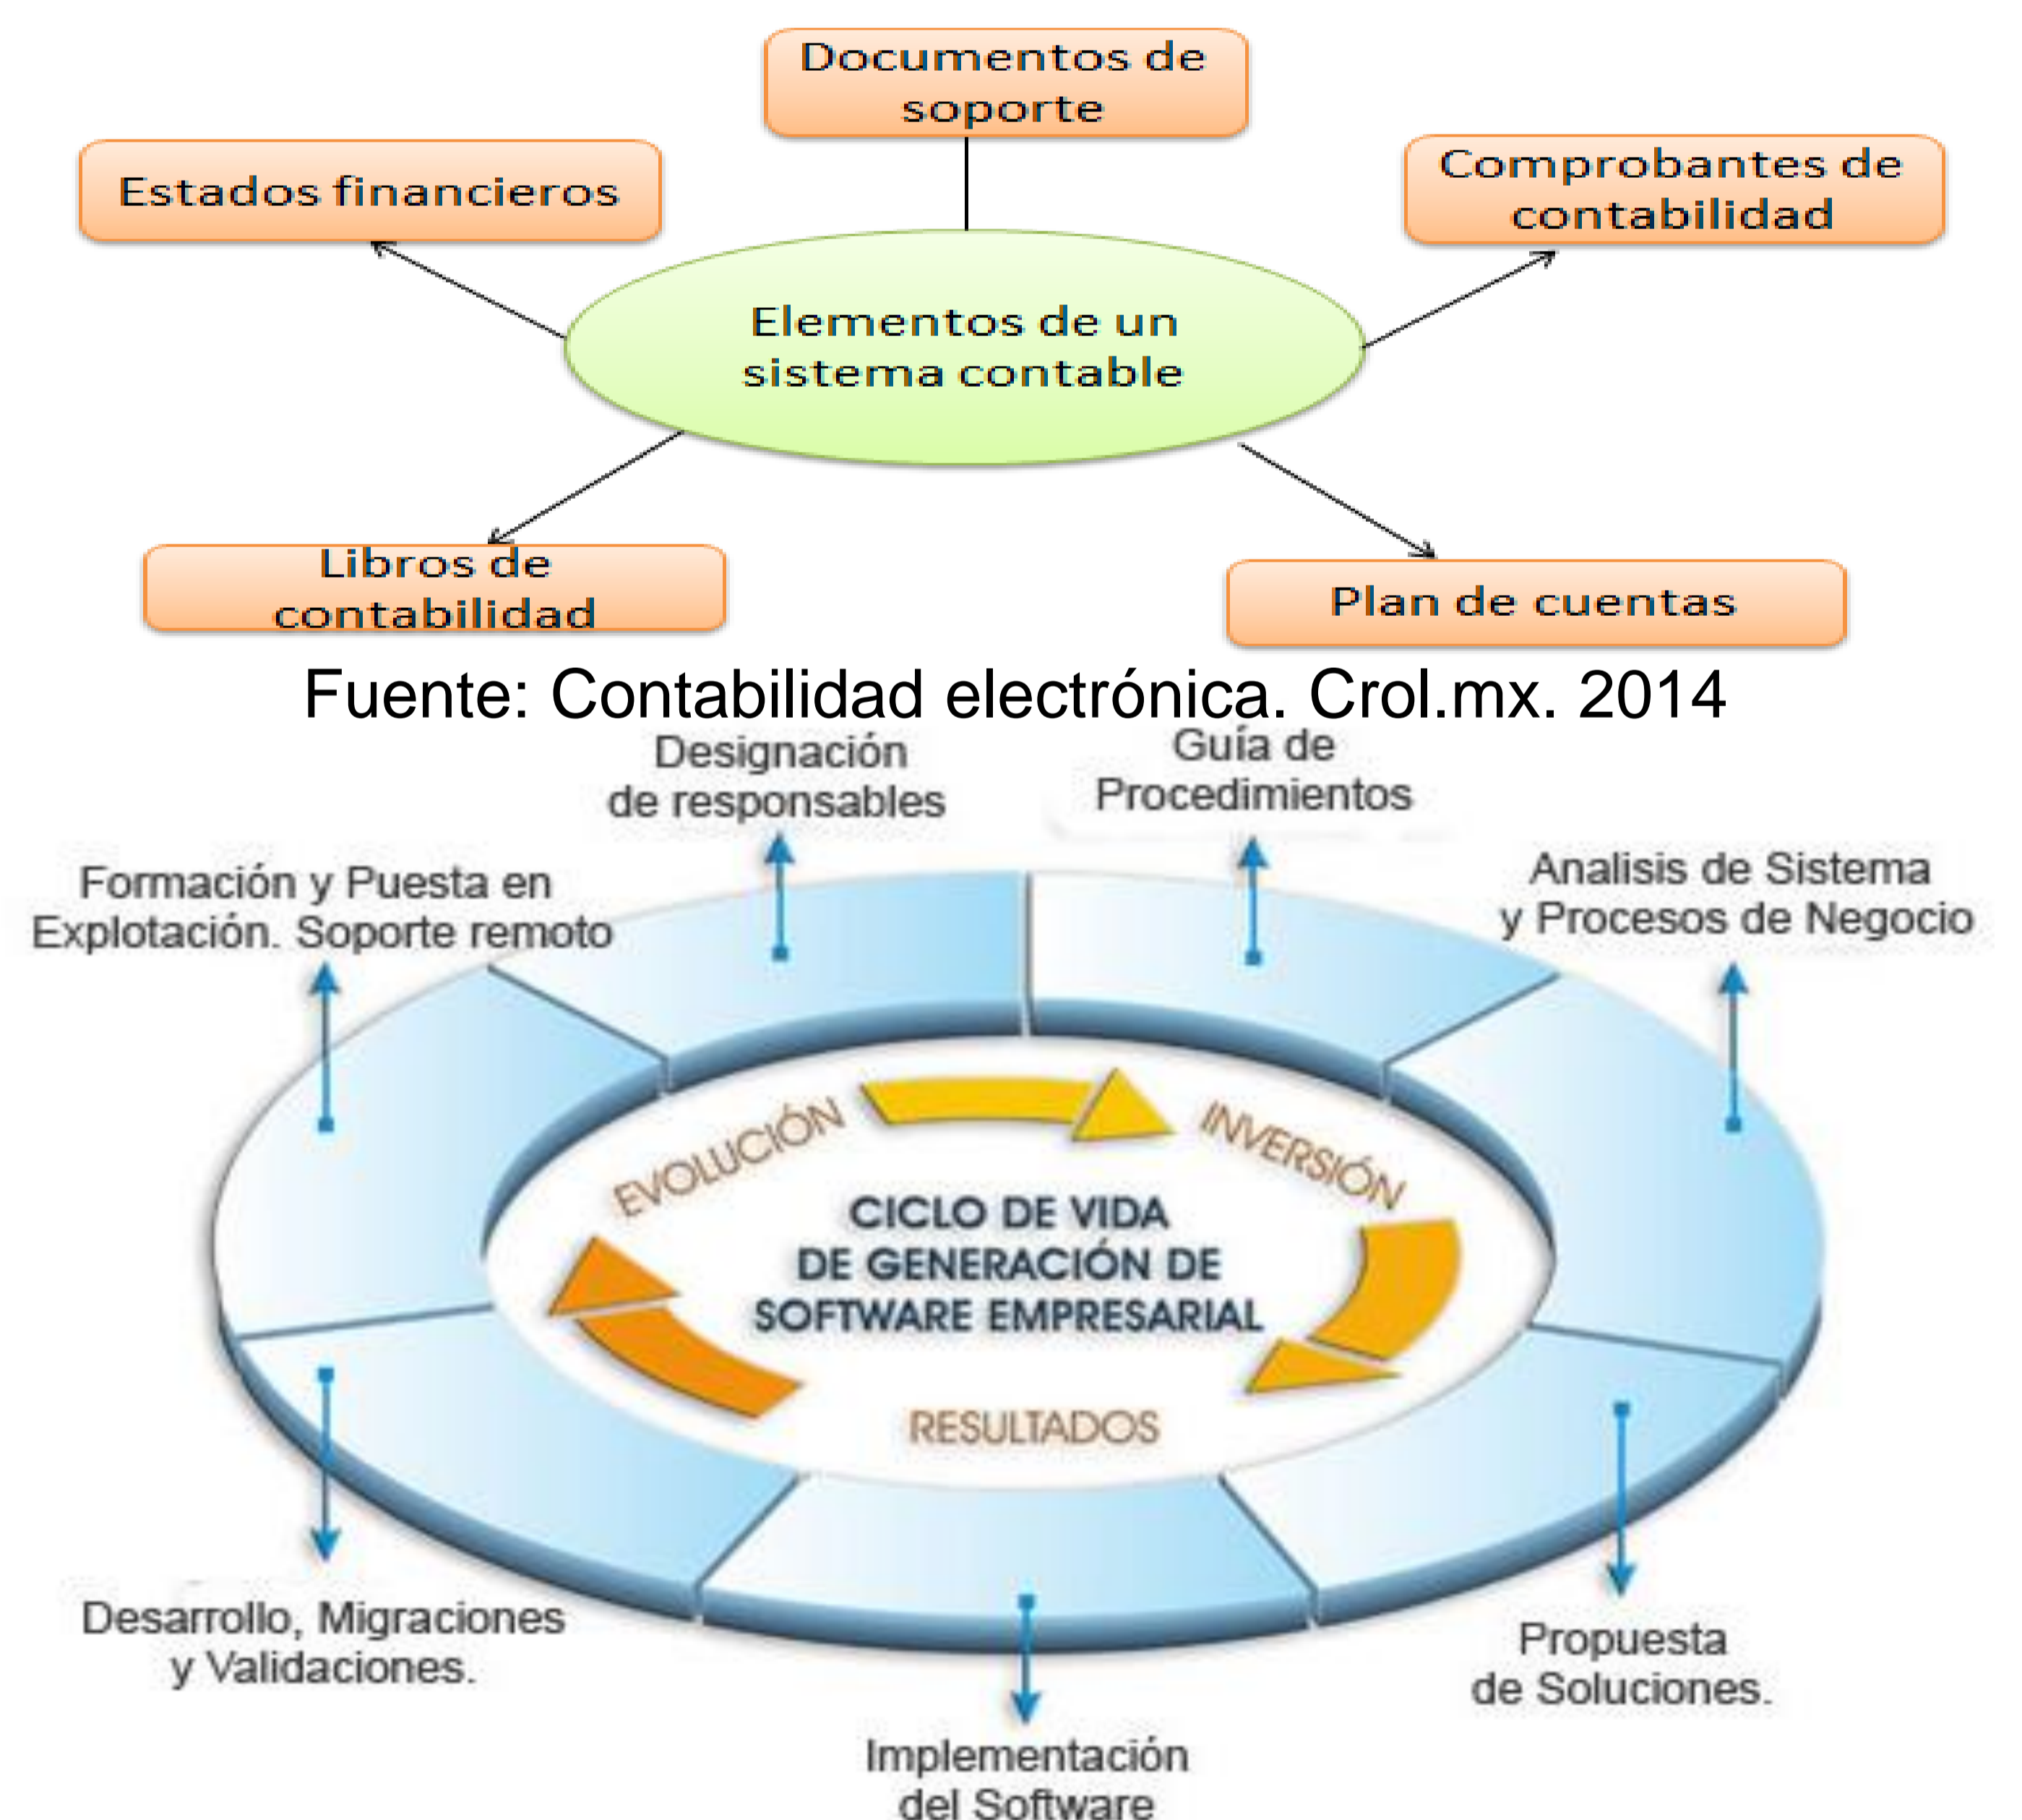 Documentos de
soporte
Estados financieros
Comprobantes de
contabilidad
Elementos de un
sistema contable
Libros de
contabilidad
Plan de cuentas
Fuente: Contabilidad electrónica. Crol.mx. 2014
Designación
de responsables
Guía de
Procedimientos
Formación y Puesta en
Explotación. Soporte remoto
Analisis de Sistema
y Procesos de Negocio
EVOLUCIÓN
INVERSIÓN
CICLO DE VIDA
DE GENERACIÓN DE
SOFTWARE EMPRESARIAL
RESULTADOS
Desarrollo, Migraciones
y Validaciones.
Propuesta
de Soluciones.
Implementación
del Software